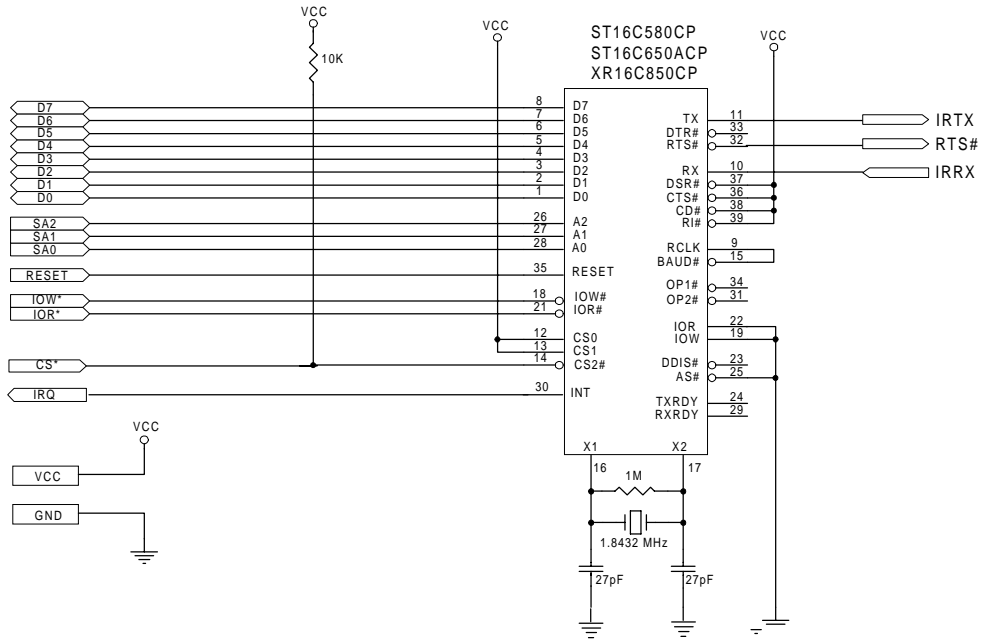 VCC
10K
VCC
ST16C580CP
ST16C650ACP
XR16C850CP
VCC
D7 8 D7
D6 7 D6
D5 6 D5
D4 5 D4
D3 4 D3
D2 3 D2
D1 2 D1
D0 1 D0
SA2 26 A2
SA1 27 A1
SA0 28 A0
RESET 35 RESET
IOW* 18 IOW#
IOR* 21 IOR#
12 CS0
13 CS1
CS* 14 CS2#
IRQ 30 INT
TX 11 IRTX
DTR# 33
RTS# 32 RTS#
RX 10 IRRX
DSR# 37
CTS# 36
CD# 38
RI# 39
RCLK 9
BAUD# 15
OP1# 34
OP2# 31
IOR 22
IOW 19
DDIS# 23
AS# 25
TXRDY 24
RXRDY 29
X1 X2
16 17
1M
1.8432 MHz
27pF 27pF
VCC
VCC
GND